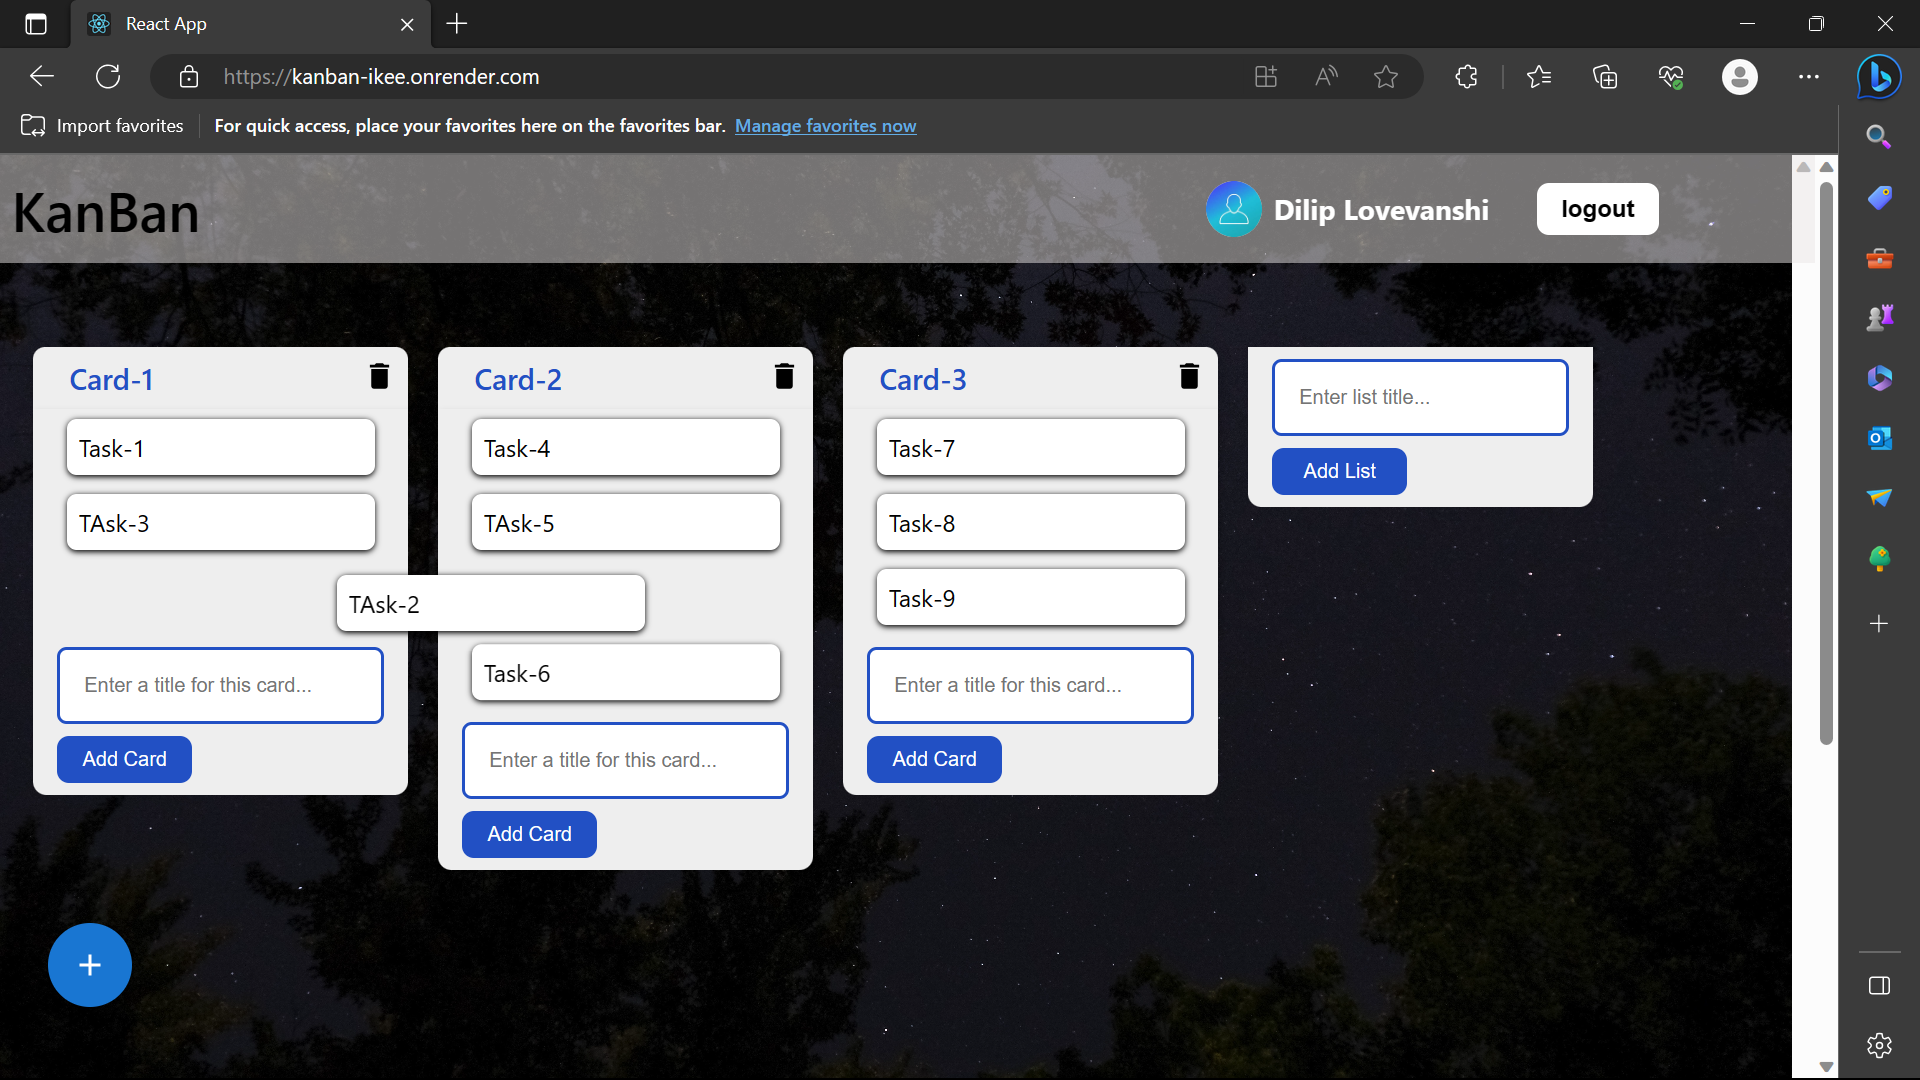 React App
https://kanban-ikee.onrender.com
Import favorites
For quick access, place your favorites here on the favorites bar. Manage favorites now
KanBan
Dilip Lovevanshi
logout
Card-1
Task-1
TAsk-3
TAsk-2
Enter a title for this card...
Add Card
Card-2
Task-4
TAsk-5
Task-6
Enter a title for this card...
Add Card
Card-3
Task-7
Task-8
Task-9
Enter a title for this card...
Add Card
Enter list title...
Add List